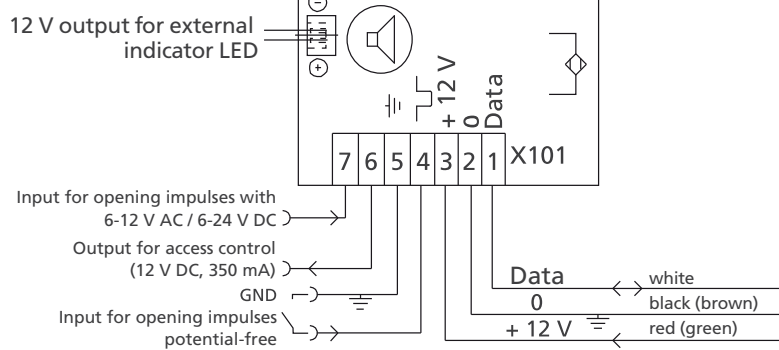 12 V output for external
indicator LED
+ 12 V
0
Data
7 6 5 4 3 2 1 X101
Input for opening impulses with
6-12 V AC / 6-24 V DC
Output for access control
(12 V DC, 350 mA)
GND
Input for opening impulses
potential-free
Data white
0 black (brown)
+ 12 V red (green)